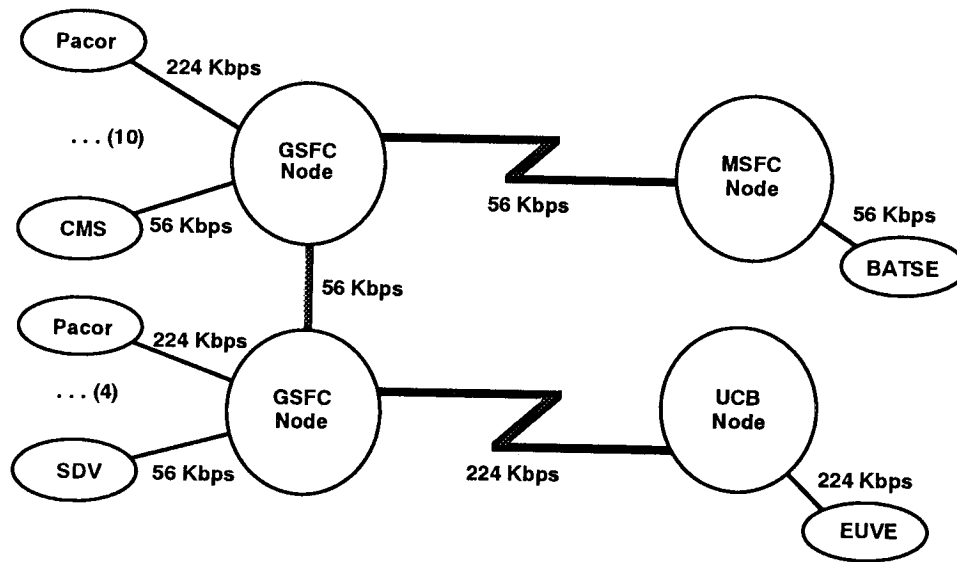 Pacor
224 Kbps
. . . (10)
GSFC
Node
MSFC
Node
CMS
56 Kbps
56 Kbps
56 Kbps
BATSE
56 Kbps
Pacor
224 Kbps
. . . (4)
GSFC
Node
UCB
Node
SDV
56 Kbps
224 Kbps
224 Kbps
EUVE